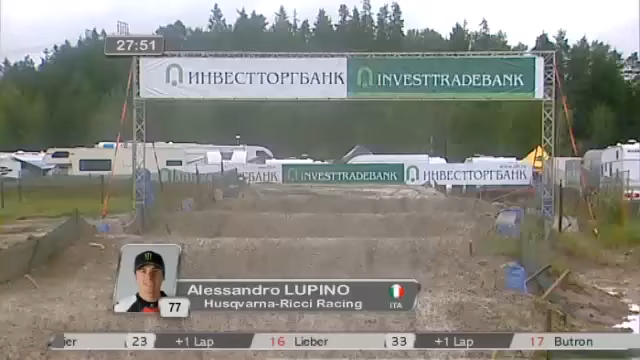 27:51
ИНВЕСТТОРГБАНК INVESTTRADEBANK
INVESTTRADEBANK ИНВЕСТТОРГБАНК
Alessandro LUPINO
77 Husqvarna-Ricci Racing ITA
ier 23 +1 Lap 16 Lieber 33 +1 Lap 17 Butron